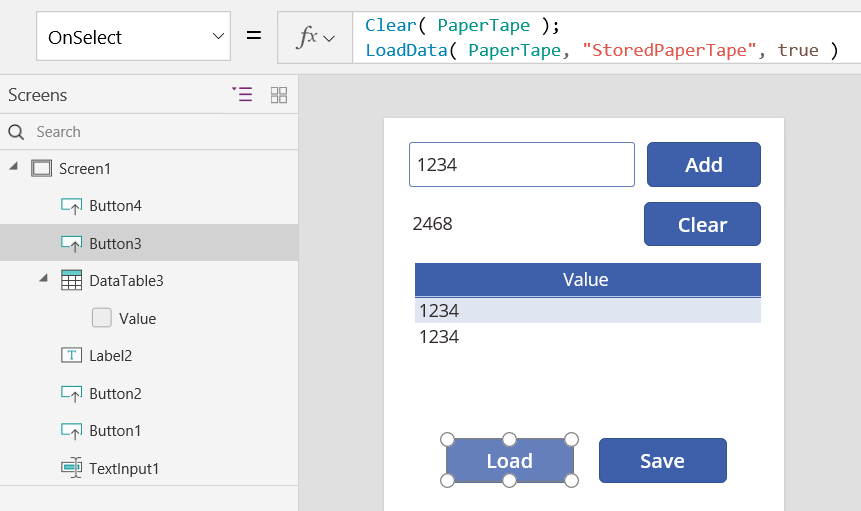 OnSelect
=
fx
Clear( PaperTape );
LoadData( PaperTape, "StoredPaperTape", true )
Screens
Search
Screen1
Button4
Button3
DataTable3
Value
Label2
Button2
Button1
TextInput1
1234
Add
2468
Clear
Value
1234
1234
Load
Save